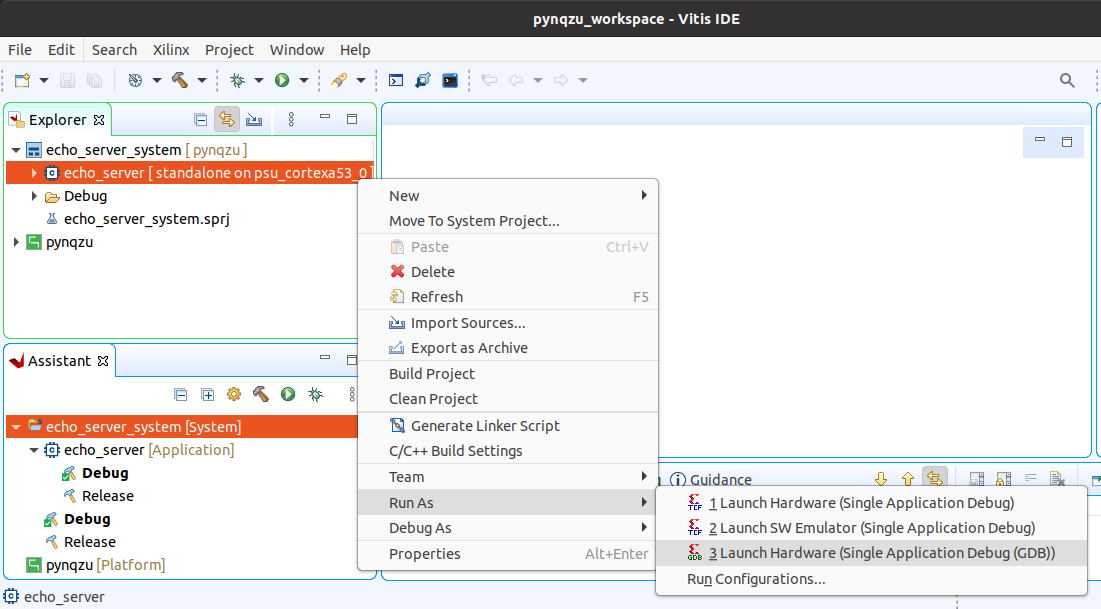 pynqzu_workspace - Vitis IDE
File Edit Search Xilinx Project Window Help
Explorer
echo_server_system [ pynqzu ]
echo_server [ standalone on psu_cortexa53_0 ]
Debug
echo_server_system.sprj
pynqzu
New
Move To System Project...
Paste Ctrl+V
Delete
Refresh F5
Import Sources...
Export as Archive
Build Project
Clean Project
Generate Linker Script
C/C++ Build Settings
Team
Run As
Debug As
Properties Alt+Enter
Assistant
echo_server_system [System]
echo_server [Application]
Debug
Release
Debug
Release
pynqzu [Platform]
Guidance
TCF 1 Launch Hardware (Single Application Debug)
TCF 2 Launch SW Emulator (Single Application Debug)
GDB 3 Launch Hardware (Single Application Debug (GDB))
Run Configurations...
echo_server